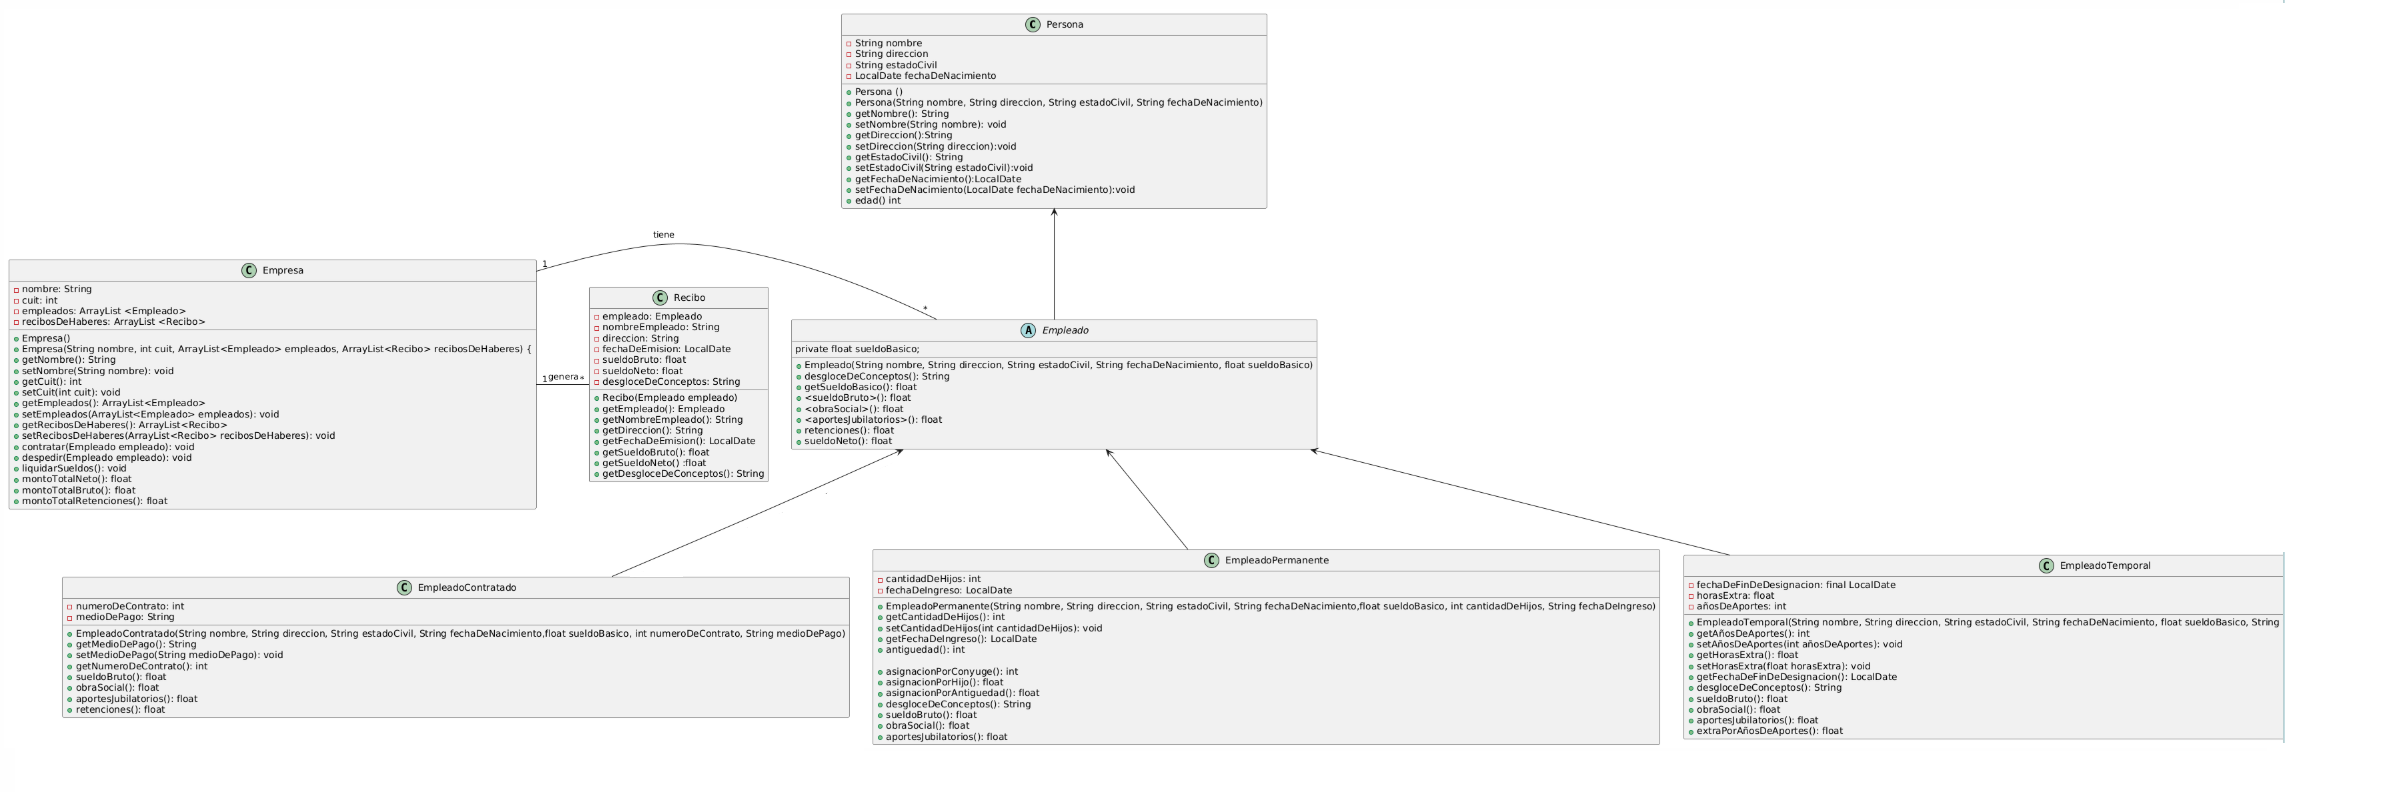 C Persona
String nombre
String direccion
String estadoCivil
LocalDate fechaDeNacimiento
Persona ()
Persona(String nombre, String direccion, String estadoCivil, String fechaDeNacimiento)
getNombre(): String
setNombre(String nombre): void
getDireccion():String
setDireccion(String direccion):void
getEstadoCivil(): String
setEstadoCivil(String estadoCivil):void
getFechaDeNacimiento():LocalDate
setFechaDeNacimiento(LocalDate fechaDeNacimiento):void
edad() int
tiene
1
*
C Empresa
nombre: String
cuit: int
empleados: ArrayList <Empleado>
recibosDeHaberes: ArrayList <Recibo>
Empresa()
Empresa(String nombre, int cuit, ArrayList<Empleado> empleados, ArrayList<Recibo> recibosDeHaberes) {
getNombre(): String
setNombre(String nombre): void
getCuit(): int
setCuit(int cuit): void
getEmpleados(): ArrayList<Empleado>
setEmpleados(ArrayList<Empleado> empleados): void
getRecibosDeHaberes(): ArrayList<Recibo>
setRecibosDeHaberes(ArrayList<Recibo> recibosDeHaberes): void
contratar(Empleado empleado): void
despedir(Empleado empleado): void
liquidarSueldos(): void
montoTotalNeto(): float
montoTotalBruto(): float
montoTotalRetenciones(): float
1 genera *
C Recibo
empleado: Empleado
nombreEmpleado: String
direccion: String
fechaDeEmision: LocalDate
sueldoBruto: float
sueldoNeto: float
desgloceDeConceptos: String
Recibo(Empleado empleado)
getEmpleado(): Empleado
getNombreEmpleado(): String
getDireccion(): String
getFechaDeEmision(): LocalDate
getSueldoBruto(): float
getSueldoNeto() :float
getDesgloceDeConceptos(): String
A Empleado
private float sueldoBasico;
Empleado(String nombre, String direccion, String estadoCivil, String fechaDeNacimiento, float sueldoBasico)
desgloceDeConceptos(): String
getSueldoBasico(): float
<sueldoBruto>(): float
<obraSocial>(): float
<aportesJubilatorios>(): float
retenciones(): float
sueldoNeto(): float
C EmpleadoContratado
numeroDeContrato: int
medioDePago: String
EmpleadoContratado(String nombre, String direccion, String estadoCivil, String fechaDeNacimiento,float sueldoBasico, int numeroDeContrato, String medioDePago)
getMedioDePago(): String
setMedioDePago(String medioDePago): void
getNumeroDeContrato(): int
sueldoBruto(): float
obraSocial(): float
aportesJubilatorios(): float
retenciones(): float
C EmpleadoPermanente
cantidadDeHijos: int
fechaDeIngreso: LocalDate
EmpleadoPermanente(String nombre, String direccion, String estadoCivil, String fechaDeNacimiento,float sueldoBasico, int cantidadDeHijos, String fechaDeIngreso)
getCantidadDeHijos(): int
setCantidadDeHijos(int cantidadDeHijos): void
getFechaDeIngreso(): LocalDate
antiguedad(): int
asignacionPorConyuge(): int
asignacionPorHijo(): float
asignacionPorAntiguedad(): float
desgloceDeConceptos(): String
sueldoBruto(): float
obraSocial(): float
aportesJubilatorios(): float
C EmpleadoTemporal
fechaDeFinDeDesignacion: final LocalDate
horasExtra: float
añosDeAportes: int
EmpleadoTemporal(String nombre, String direccion, String estadoCivil, String fechaDeNacimiento, float sueldoBasico, String
getAñosDeAportes(): int
setAñosDeAportes(int añosDeAportes): void
getHorasExtra(): float
setHorasExtra(float horasExtra): void
getFechaDeFinDeDesignacion(): LocalDate
desgloceDeConceptos(): String
sueldoBruto(): float
obraSocial(): float
aportesJubilatorios(): float
extraPorAñosDeAportes(): float